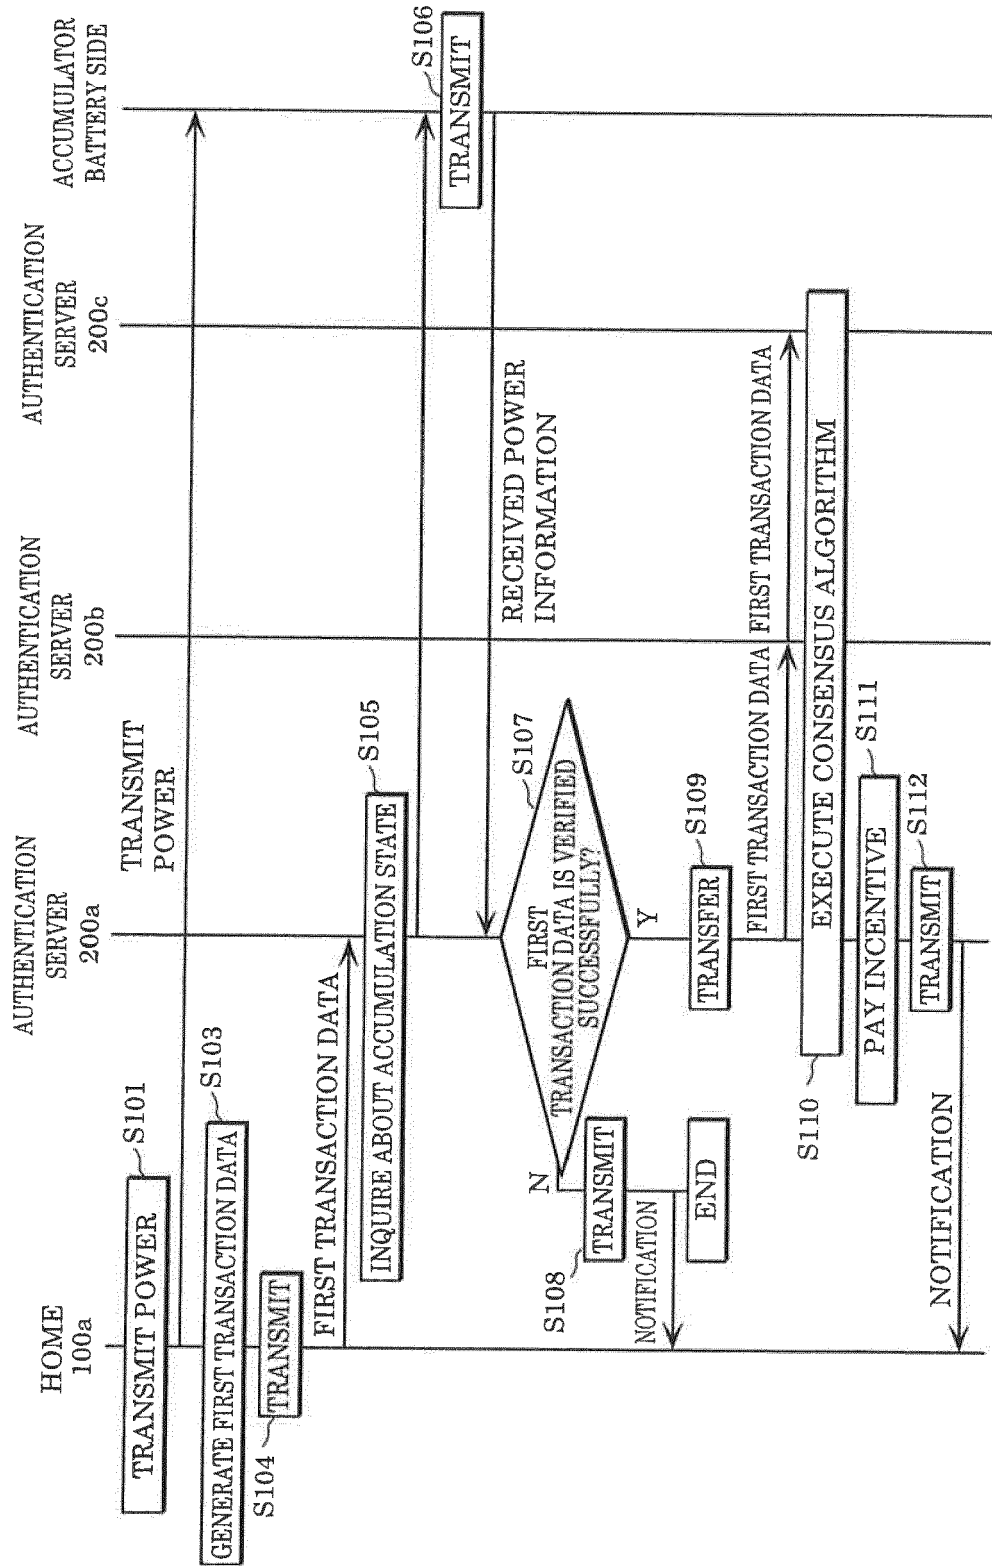 HOME
100a
AUTHENTICATION
SERVER
200a
AUTHENTICATION
SERVER
200b
AUTHENTICATION
SERVER
200c
ACCUMULATOR
BATTERY SIDE
TRANSMIT POWER
S101
TRANSMIT
POWER
GENERATE FIRST TRANSACTION DATA
S103
TRANSMIT
S104
FIRST TRANSACTION DATA
INQUIRE ABOUT ACCUMULATION STATE
S105
TRANSMIT
S106
RECEIVED POWER
INFORMATION
FIRST
TRANSACTION DATA IS VERIFIED
SUCCESSFULLY?
S107
N
Y
TRANSMIT
S108
NOTIFICATION
END
TRANSFER
S109
FIRST TRANSACTION DATA
FIRST TRANSACTION DATA
EXECUTE CONSENSUS ALGORITHM
S110
PAY INCENTIVE
S111
TRANSMIT
S112
NOTIFICATION